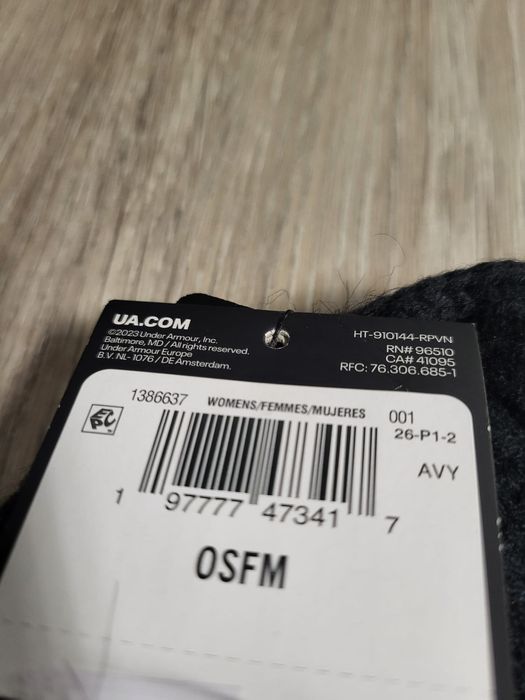 UA.COM
©2023 Under Armour, Inc.
Baltimore, MD / All rights reserved.
Under Armour Europe
B.V. NL- 1076 / DE Amsterdam.
HT-910144-RPVN
RN# 96510
CA# 41095
RFC: 76.306.685-1
1386637 WOMENS/FEMMES/MUJERES 001
26-P1-2
EPC
AVY
1 97777 47341 7
OSFM